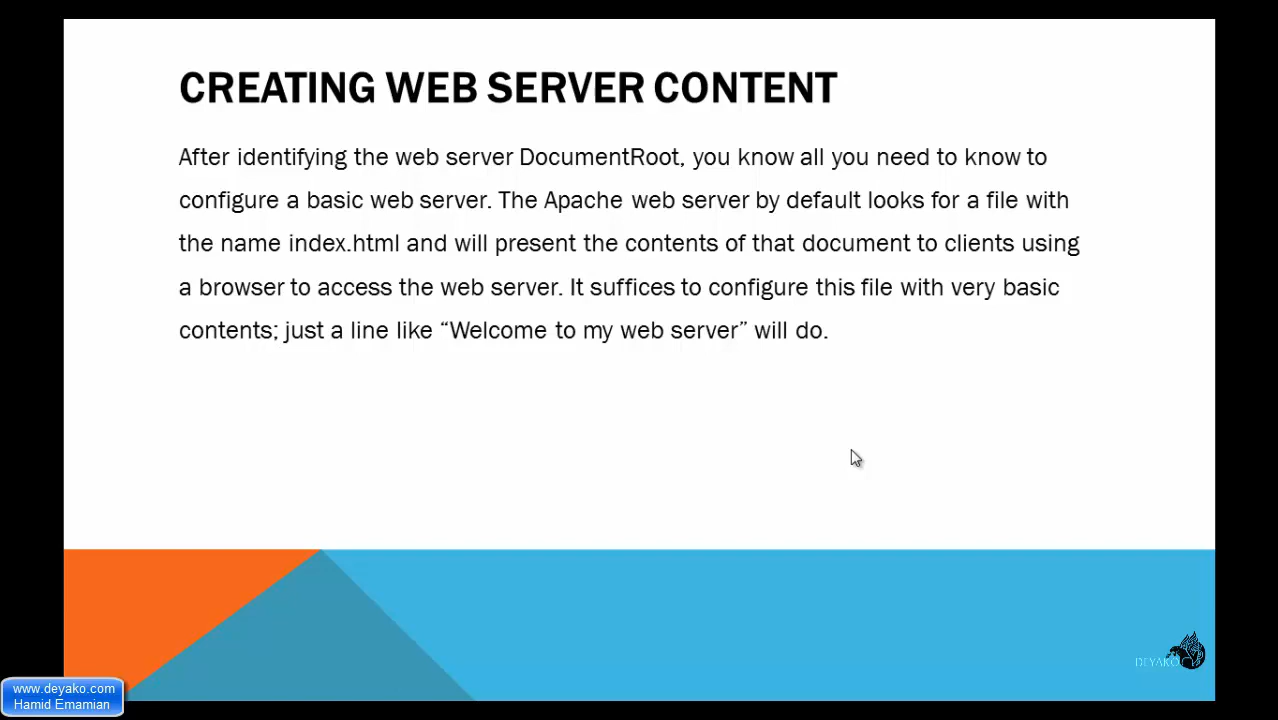 CREATING WEB SERVER CONTENT
After identifying the web server DocumentRoot, you know all you need to know to
configure a basic web server. The Apache web server by default looks for a file with
the name index.html and will present the contents of that document to clients using
a browser to access the web server. It suffices to configure this file with very basic
contents; just a line like “Welcome to my web server” will do.
DEYAKO
www.deyako.com
Hamid Emamian